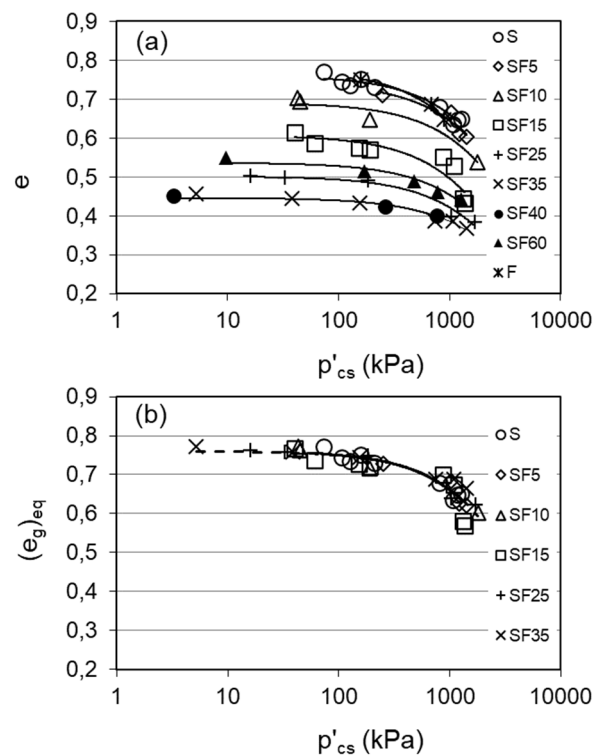 0,9
(a)
0,8
0,7
0,6
0,5
0,4
0,3
0,2
e
S
SF5
SF10
SF15
SF25
SF35
SF40
SF60
F
1 10 100 1000 10000
p'cs (kPa)
0,9
(b)
0,8
0,7
0,6
0,5
0,4
0,3
0,2
(eg)eq
S
SF5
SF10
SF15
SF25
SF35
1 10 100 1000 10000
p'cs (kPa)